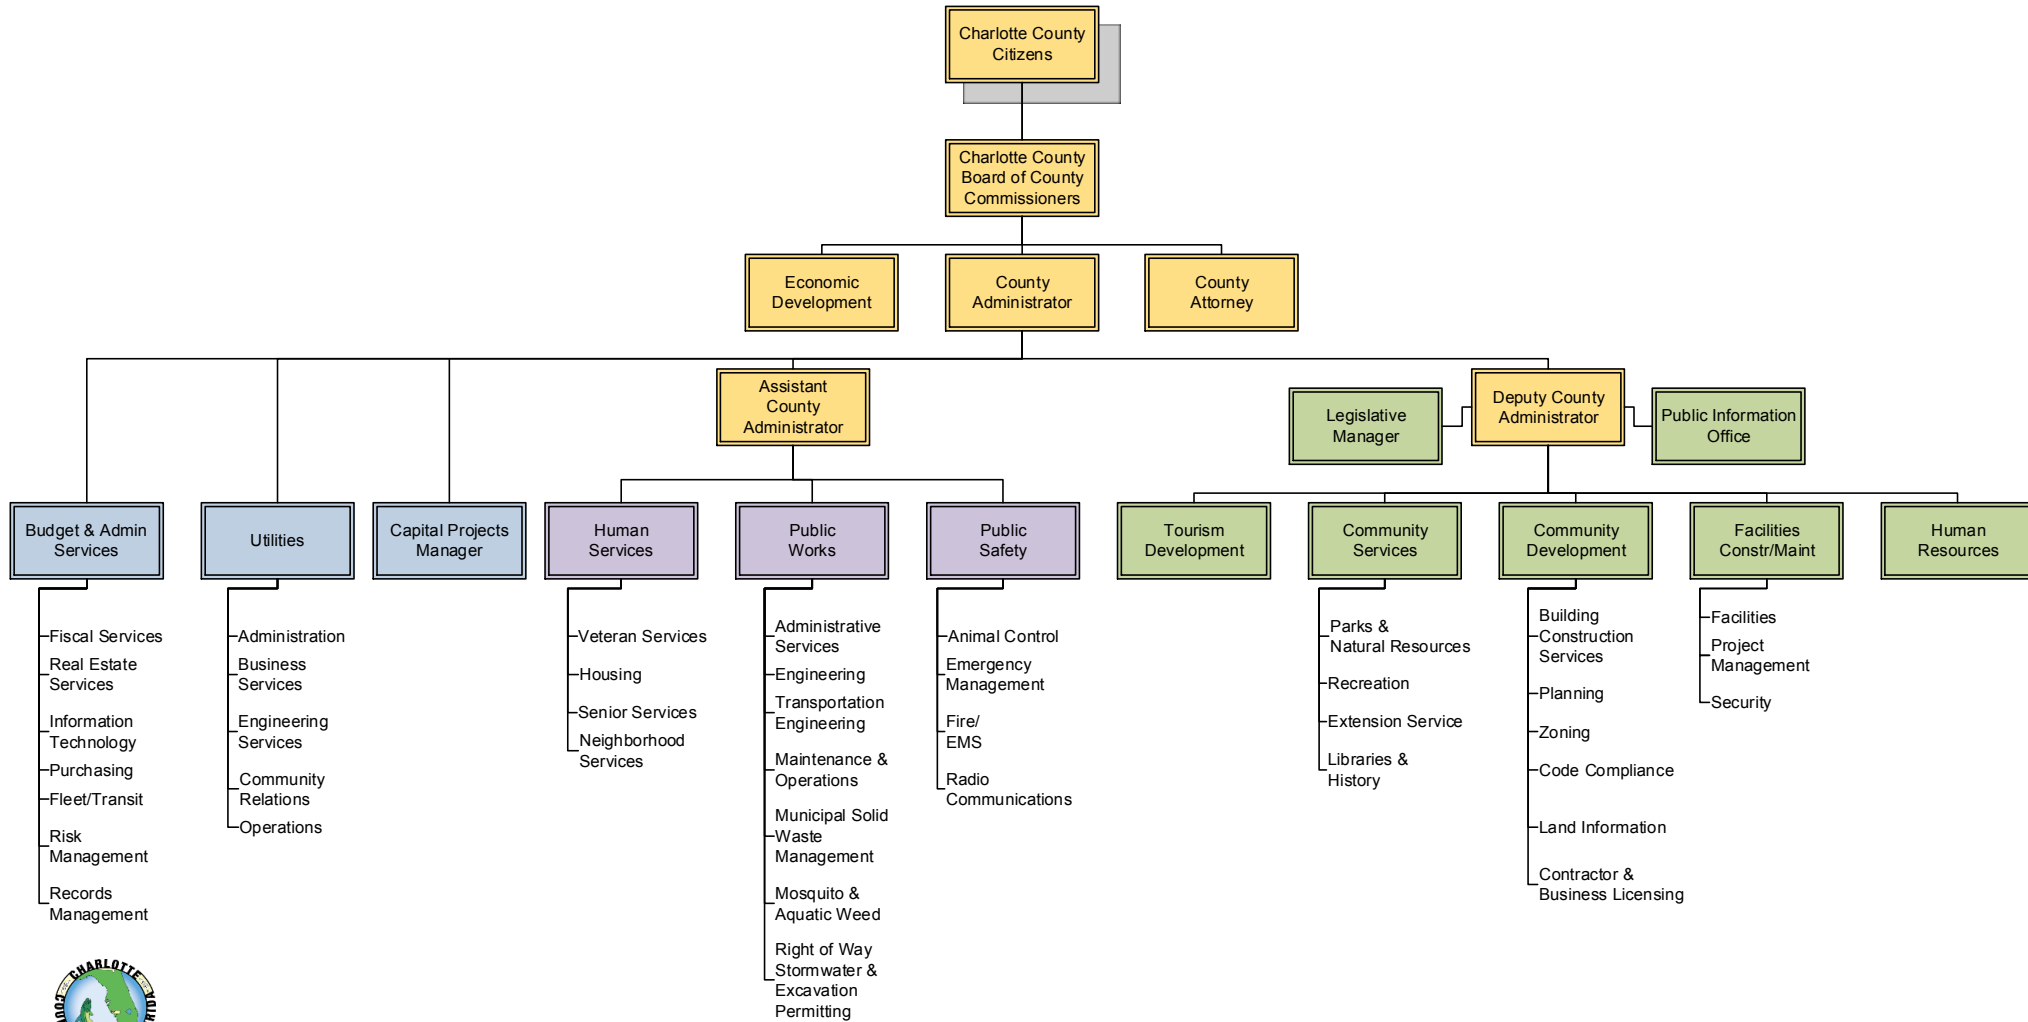 Charlotte County
Citizens
Charlotte County
Board of County
Commissioners
Economic
Development
County
Administrator
County
Attorney
Assistant
County
Administrator
Legislative
Manager
Deputy County
Administrator
Public Information
Office
Budget & Admin
Services
Utilities
Capital Projects
Manager
Human
Services
Public
Works
Public
Safety
Tourism
Development
Community
Services
Community
Development
Facilities
Constr/Maint
Human
Resources
Fiscal Services
Real Estate
Services
Information
Technology
Purchasing
Fleet/Transit
Risk
Management
Records
Management
Administration
Business
Services
Engineering
Services
Community
Relations
Operations
Veteran Services
Housing
Senior Services
Neighborhood
Services
Administrative
Services
Engineering
Transportation
Engineering
Maintenance &
Operations
Municipal Solid
Waste
Management
Mosquito &
Aquatic Weed
Right of Way
Stormwater &
Excavation
Permitting
Animal Control
Emergency
Management
Fire/
EMS
Radio
Communications
Parks &
Natural Resources
Recreation
Extension Service
Libraries &
History
Building
Construction
Services
Planning
Zoning
Code Compliance
Land Information
Contractor &
Business Licensing
Facilities
Project
Management
Security
CHARLOTTE